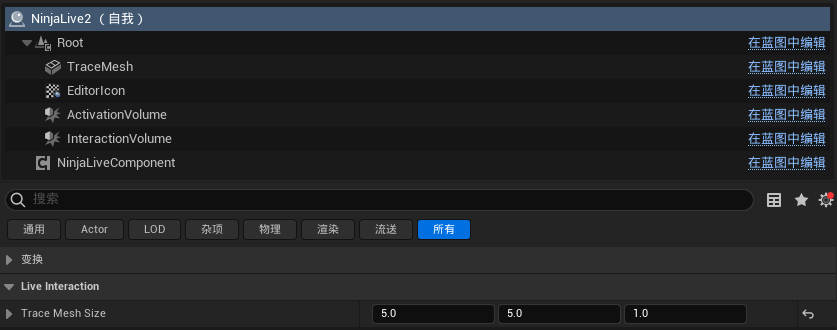 NinjaLive2 （自我）
Root 在蓝图中编辑
TraceMesh 在蓝图中编辑
EditorIcon 在蓝图中编辑
ActivationVolume 在蓝图中编辑
InteractionVolume 在蓝图中编辑
NinjaLiveComponent 在蓝图中编辑
搜索
通用 Actor LOD 杂项 物理 渲染 流送 所有
变换
Live Interaction
Trace Mesh Size 5.0 5.0 1.0